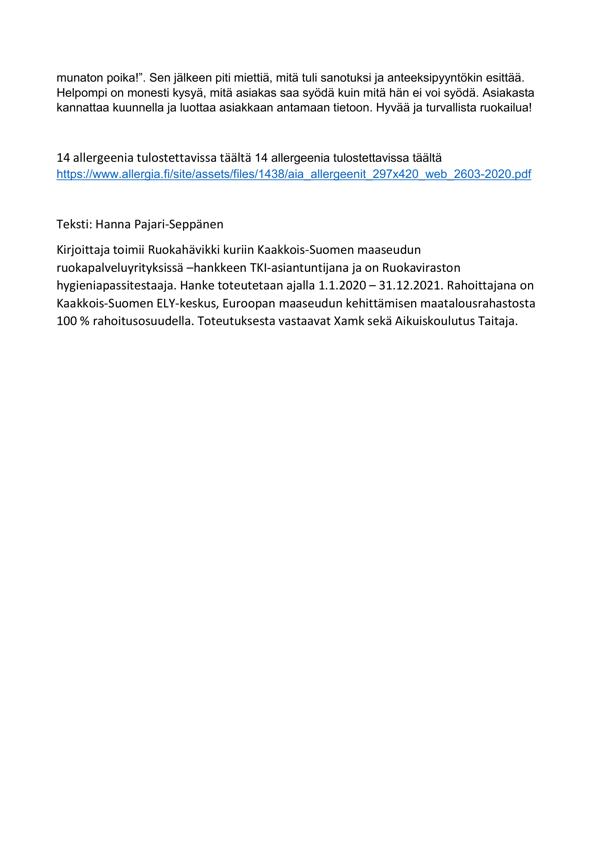 munaton poika!”. Sen jälkeen piti miettiä, mitä tuli sanotuksi ja anteeksipyyntökin esittää.
Helpompi on monesti kysyä, mitä asiakas saa syödä kuin mitä hän ei voi syödä. Asiakasta
kannattaa kuunnella ja luottaa asiakkaan antamaan tietoon. Hyvää ja turvallista ruokailua!
14 allergeenia tulostettavissa täältä 14 allergeenia tulostettavissa täältä
https://www.allergia.fi/site/assets/files/1438/aia_allergeenit_297x420_web_2603-2020.pdf
Teksti: Hanna Pajari-Seppänen
Kirjoittaja toimii Ruokahävikki kuriin Kaakkois-Suomen maaseudun
ruokapalveluyrityksissä –hankkeen TKI-asiantuntijana ja on Ruokaviraston
hygieniapassitestaaja. Hanke toteutetaan ajalla 1.1.2020 – 31.12.2021. Rahoittajana on
Kaakkois-Suomen ELY-keskus, Euroopan maaseudun kehittämisen maatalousrahastosta
100 % rahoitusosuudella. Toteutuksesta vastaavat Xamk sekä Aikuiskoulutus Taitaja.